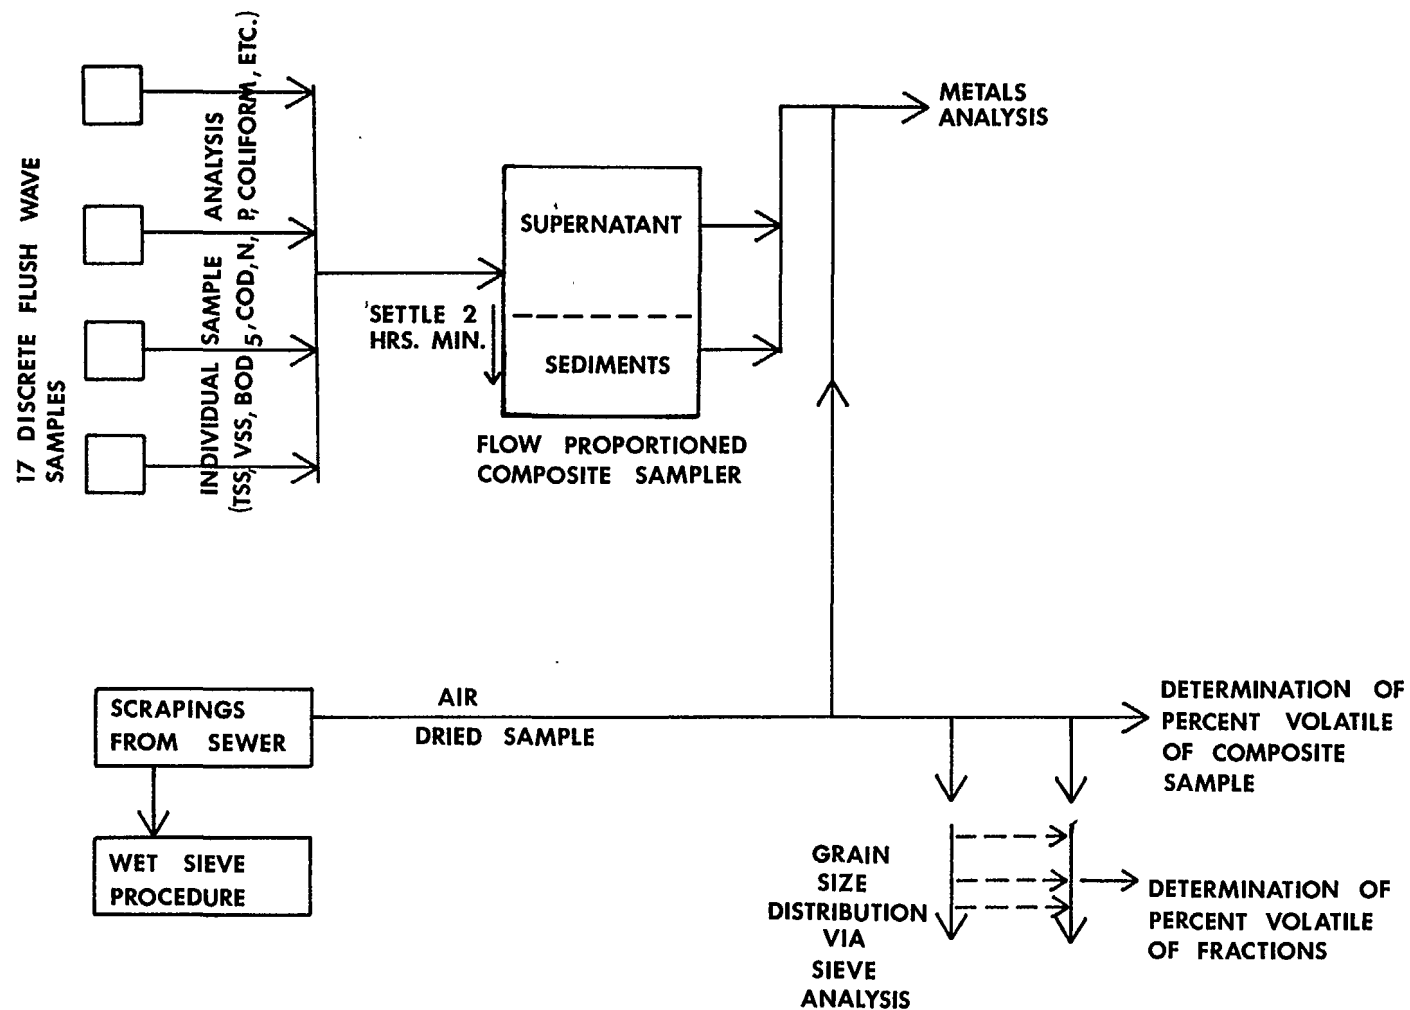 17 DISCRETE FLUSH WAVE
SAMPLES
INDIVIDUAL SAMPLE ANALYSIS
(TSS, VSS, BOD 5, COD, N, P, COLIFORM, ETC.)
SETTLE 2
HRS. MIN.
SUPERNATANT
SEDIMENTS
FLOW PROPORTIONED
COMPOSITE SAMPLER
METALS
ANALYSIS
SCRAPINGS
FROM SEWER
WET SIEVE
PROCEDURE
AIR
DRIED SAMPLE
DETERMINATION OF
PERCENT VOLATILE
OF COMPOSITE
SAMPLE
GRAIN
SIZE
DISTRIBUTION
VIA
SIEVE
ANALYSIS
DETERMINATION OF
PERCENT VOLATILE
OF FRACTIONS